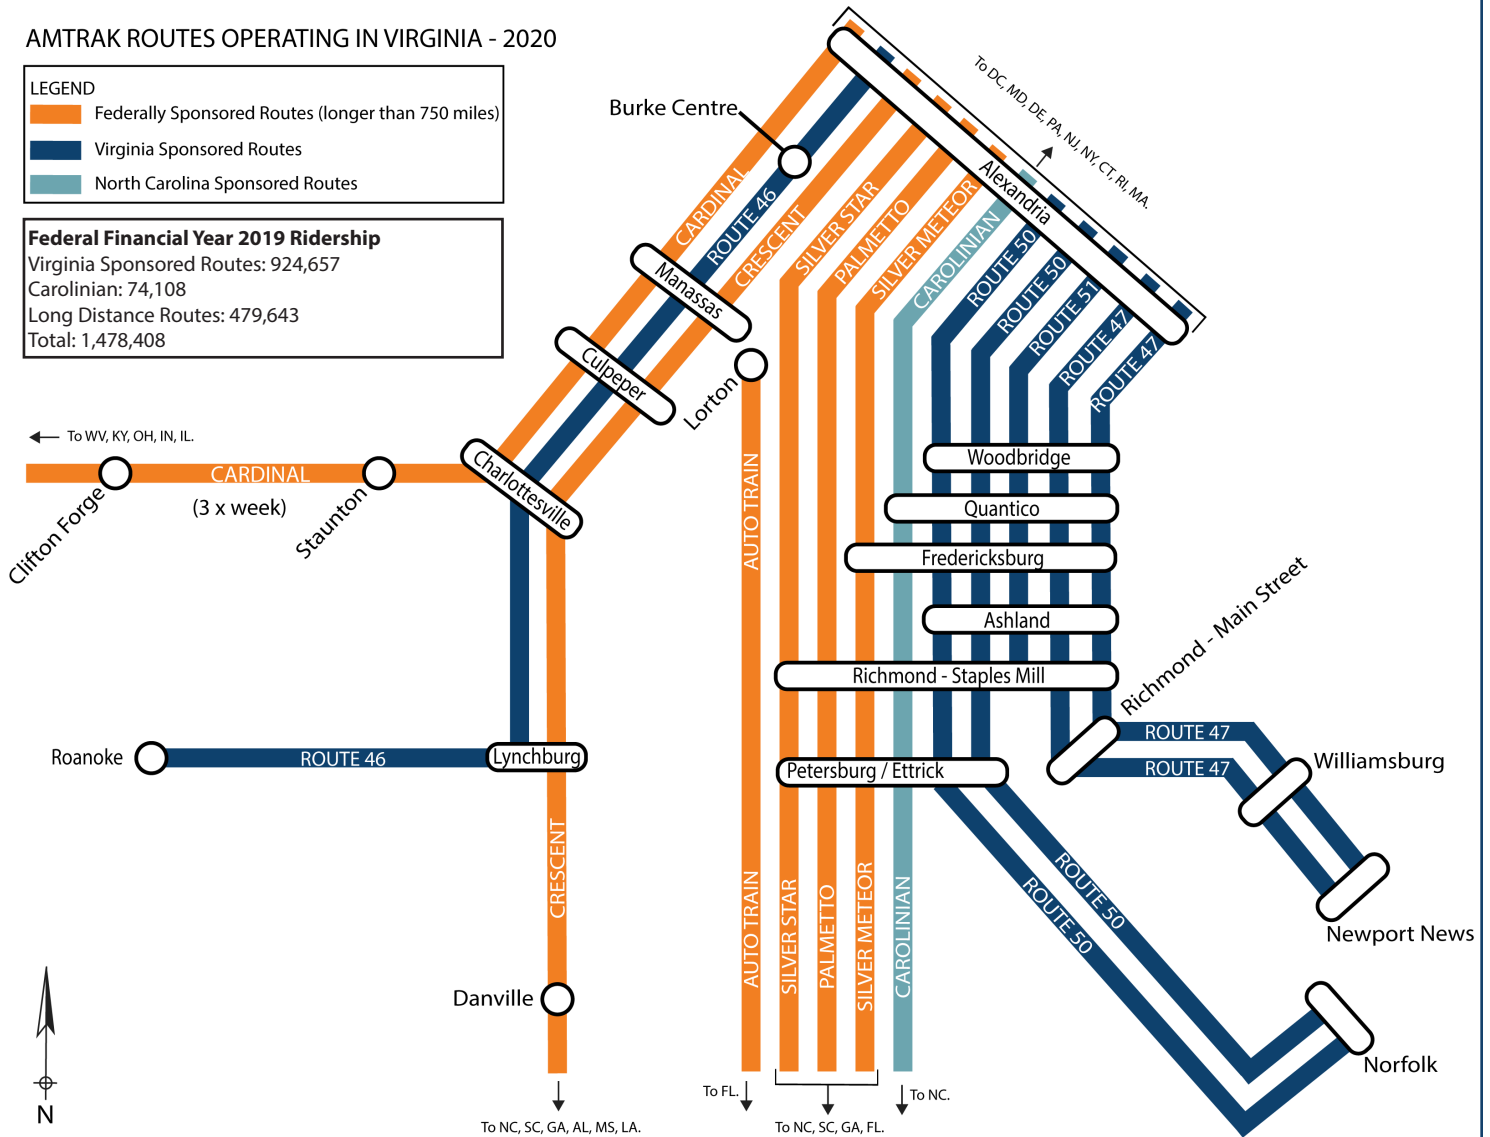 AMTRAK ROUTES OPERATING IN VIRGINIA - 2020
LEGEND
Federally Sponsored Routes (longer than 750 miles)
Virginia Sponsored Routes
North Carolina Sponsored Routes
Federal Financial Year 2019 Ridership
Virginia Sponsored Routes: 924,657
Carolinian: 74,108
Long Distance Routes: 479,643
Total: 1,478,408
Burke Centre
To DC, MD, DE, PA, NJ, NY, CT, RI, MA.
Alexandria
CARDINAL
ROUTE 46
CRESCENT
SILVER STAR
PALMETTO
SILVER METEOR
CAROLINIAN
ROUTE 50
ROUTE 50
ROUTE 51
ROUTE 47
ROUTE 47
Manassas
Culpeper
Lorton
Charlottesville
To WV, KY, OH, IN, IL.
CARDINAL
(3 x week)
Clifton Forge
Staunton
AUTO TRAIN
Woodbridge
Quantico
Fredericksburg
Ashland
Richmond - Staples Mill
Richmond - Main Street
Roanoke
ROUTE 46
Lynchburg
Petersburg / Ettrick
ROUTE 47
ROUTE 47
Williamsburg
Newport News
CRESCENT
AUTO TRAIN
SILVER STAR
PALMETTO
SILVER METEOR
CAROLINIAN
ROUTE 50
ROUTE 50
Danville
Norfolk
N
To NC, SC, GA, AL, MS, LA.
To FL.
To NC, SC, GA, FL.
To NC.